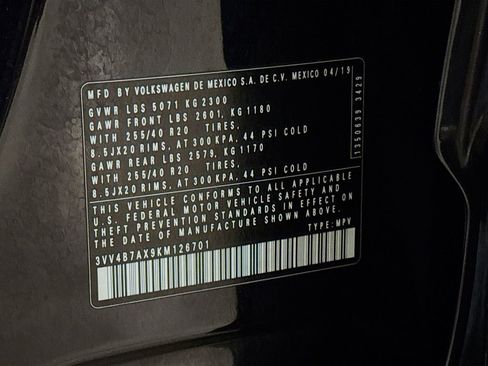 MFD BY VOLKSWAGEN DE MEXICO S.A. DE C.V. MEXICO 04/19
GVWR LBS 5071 KG 2300
GAWR FRONT LBS 2601, KG 1180
WITH 255/40 R20 TIRES,
8.5JX20 RIMS, AT 300 KPA, 44 PSI COLD
GAWR REAR LBS 2579, KG 1170
WITH 255/40 R20 TIRES,
8.5JX20 RIMS, AT 300 KPA, 44 PSI COLD
THIS VEHICLE CONFORMS TO ALL APPLICABLE
U.S. FEDERAL MOTOR VEHICLE SAFETY AND
THEFT PREVENTION STANDARDS IN EFFECT ON
THE DATE OF MANUFACTURE SHOWN ABOVE.
3VV4B7AX9KM126701 TYPE: MPV
1350639 3429